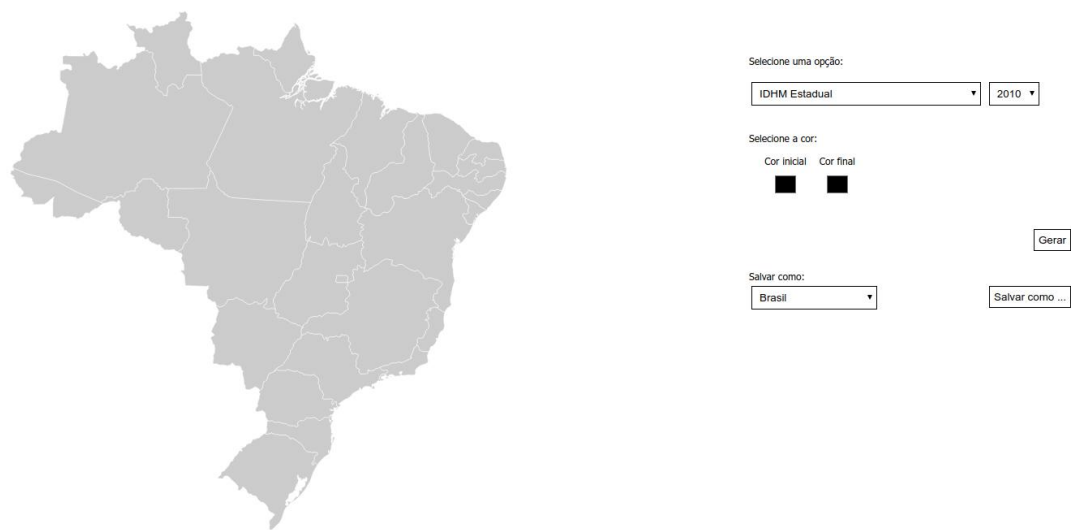 Selecione uma opção:
IDHM Estadual 2010
Selecione a cor:
Cor inicial Cor final
Gerar
Salvar como:
Brasil Salvar como ...